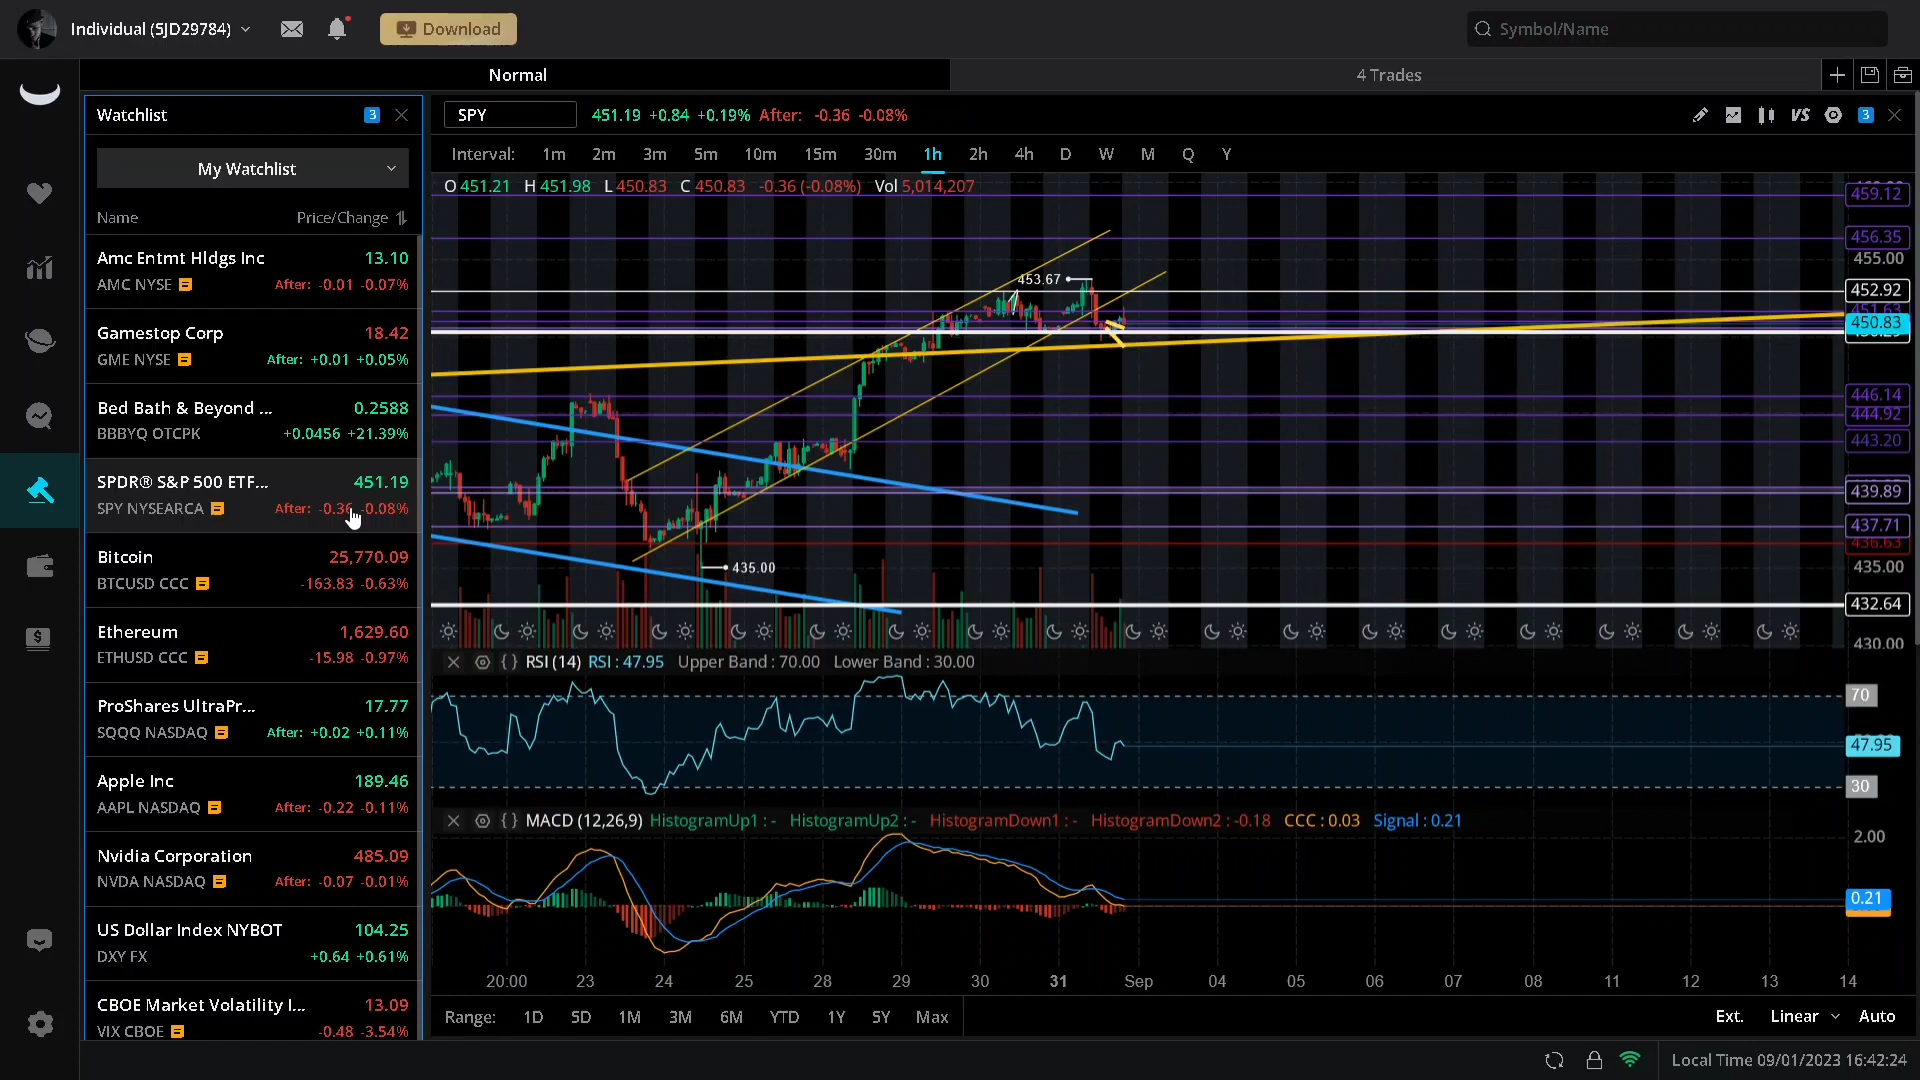 Individual (5JD29784)
Download
Symbol/Name
Normal
4 Trades
Watchlist
3
My Watchlist
Name
Price/Change
Amc Entmt Hldgs Inc 13.10
AMC NYSE After: -0.01 -0.07%
Gamestop Corp 18.42
GME NYSE After: +0.01 +0.05%
Bed Bath & Beyond ... 0.2588
BBBYQ OTCPK +0.0456 +21.39%
SPDR® S&P 500 ETF... 451.19
SPY NYSEARCA After: -0.36 -0.08%
Bitcoin 25,770.09
BTCUSD CCC -163.83 -0.63%
Ethereum 1,629.60
ETHUSD CCC -15.98 -0.97%
ProShares UltraPr... 17.77
SQQQ NASDAQ After: +0.02 +0.11%
Apple Inc 189.46
AAPL NASDAQ After: -0.22 -0.11%
Nvidia Corporation 485.09
NVDA NASDAQ After: -0.07 -0.01%
US Dollar Index NYBOT 104.25
DXY FX +0.64 +0.61%
CBOE Market Volatility I... 13.09
VIX CBOE -0.48 -3.54%
SPY 451.19 +0.84 +0.19% After: -0.36 -0.08%
VS
3
Interval: 1m 2m 3m 5m 10m 15m 30m 1h 2h 4h D W M Q Y
O 451.21 H 451.98 L 450.83 C 450.83 -0.36 (-0.08%) Vol 5,014,207
459.12
456.35
455.00
453.67
452.92
450.83
446.14
444.92
443.20
439.89
437.71
436.63
435.00
435.00
432.64
430.00
RSI (14) RSI : 47.95 Upper Band : 70.00 Lower Band : 30.00
70
47.95
30
MACD (12,26,9) HistogramUp1 : - HistogramUp2 : - HistogramDown1 : - HistogramDown2 : -0.18 CCC : 0.03 Signal : 0.21
2.00
0.21
20:00 23 24 25 28 29 30 31 Sep 04 05 06 07 08 11 12 13 14
Range: 1D 5D 1M 3M 6M YTD 1Y 5Y Max
Ext. Linear Auto
Local Time 09/01/2023 16:42:24